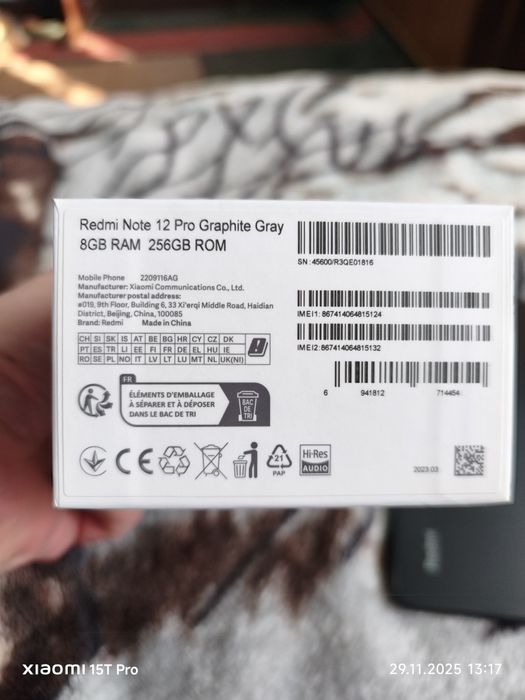 Redmi Note 12 Pro Graphite Gray
8GB RAM 256GB ROM
Mobile Phone 2209116AG
Manufacturer: Xiaomi Communications Co., Ltd.
Manufacturer postal address:
#019, 9th Floor, Building 6, 33 Xi'erqi Middle Road, Haidian
District, Beijing, China, 100085
Brand: Redmi Made in China
CH SI SK IS AT BE BG HR CY CZ DK
PT ES TR LI EE FI FR DE EL HU IE
RO SE PL NO IT LV LT LU MT NL UK(NI)
FR
ÉLÉMENTS D'EMBALLAGE
À SÉPARER ET À DÉPOSER
DANS LE BAC DE TRI
BAC
DE
TRI
CE
21
PAP
Hi-Res
AUDIO
SN: 45600/R3QE01816
IMEI1: 867414064815124
IMEI2: 867414064815132
6 941812 714454
2023.03
XIAOMI 15T Pro
29.11.2025 13:17